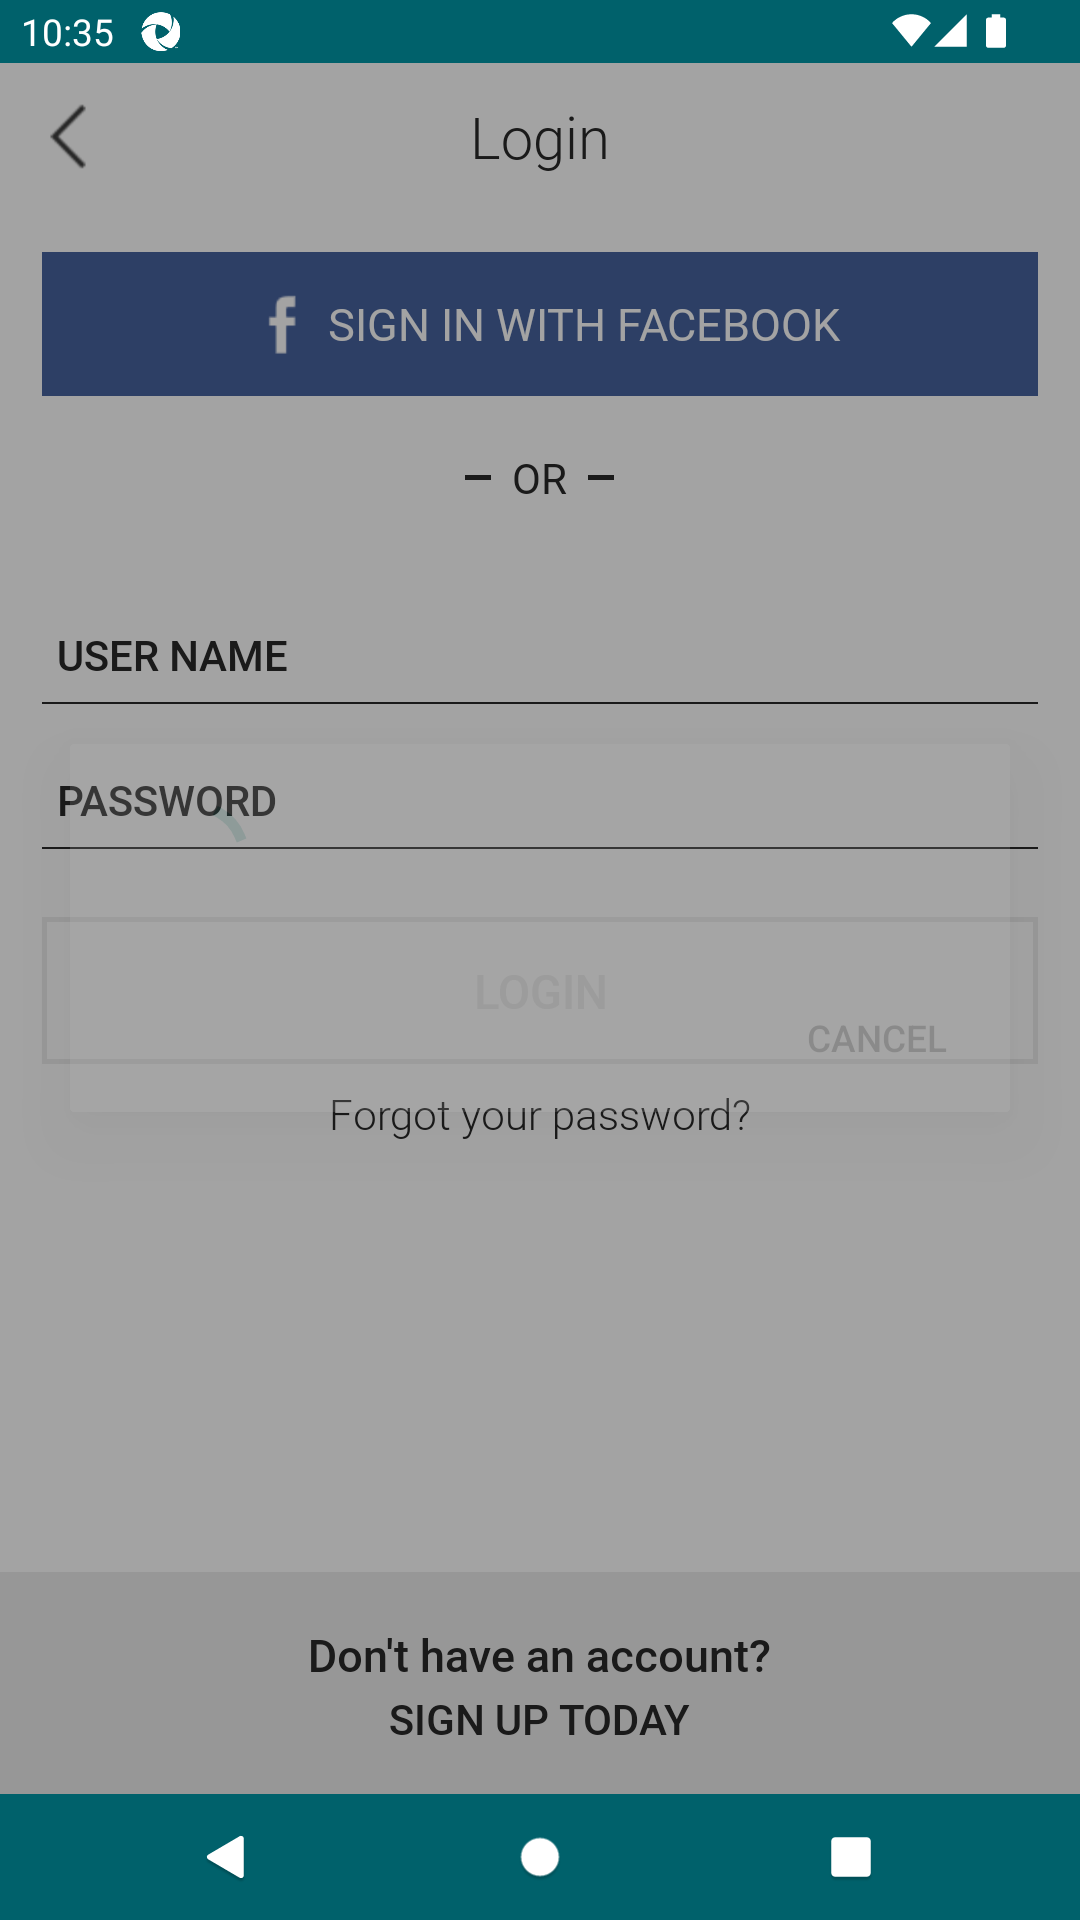 10:35
Login
f SIGN IN WITH FACEBOOK
OR
USER NAME
PASSWORD
LOGIN
CANCEL
Forgot your password?
Don't have an account?
SIGN UP TODAY